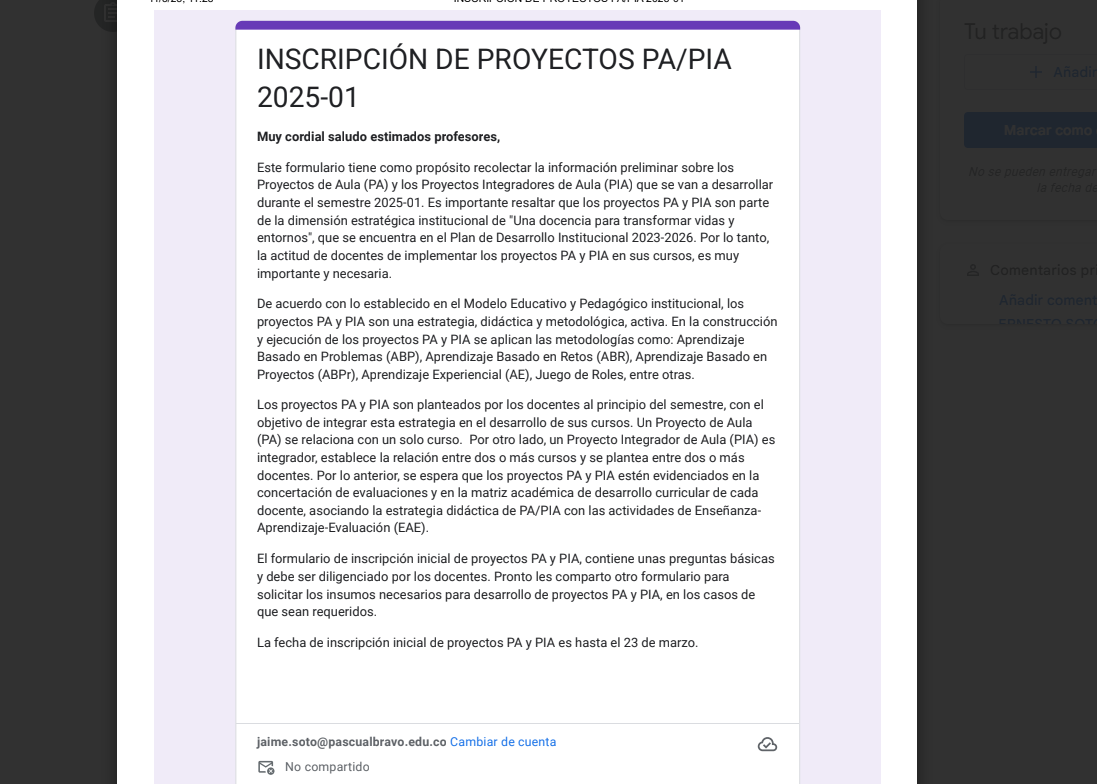 INSCRIPCIÓN DE PROYECTOS PA/PIA
2025-01
Muy cordial saludo estimados profesores,
Este formulario tiene como propósito recolectar la información preliminar sobre los
Proyectos de Aula (PA) y los Proyectos Integradores de Aula (PIA) que se van a desarrollar
durante el semestre 2025-01. Es importante resaltar que los proyectos PA y PIA son parte
de la dimensión estratégica institucional de "Una docencia para transformar vidas y
entornos", que se encuentra en el Plan de Desarrollo Institucional 2023-2026. Por lo tanto,
la actitud de docentes de implementar los proyectos PA y PIA en sus cursos, es muy
importante y necesaria.
De acuerdo con lo establecido en el Modelo Educativo y Pedagógico institucional, los
proyectos PA y PIA son una estrategia, didáctica y metodológica, activa. En la construcción
y ejecución de los proyectos PA y PIA se aplican las metodologías como: Aprendizaje
Basado en Problemas (ABP), Aprendizaje Basado en Retos (ABR), Aprendizaje Basado en
Proyectos (ABPr), Aprendizaje Experiencial (AE), Juego de Roles, entre otras.
Los proyectos PA y PIA son planteados por los docentes al principio del semestre, con el
objetivo de integrar esta estrategia en el desarrollo de sus cursos. Un Proyecto de Aula
(PA) se relaciona con un solo curso.  Por otro lado, un Proyecto Integrador de Aula (PIA) es
integrador, establece la relación entre dos o más cursos y se plantea entre dos o más
docentes. Por lo anterior, se espera que los proyectos PA y PIA estén evidenciados en la
concertación de evaluaciones y en la matriz académica de desarrollo curricular de cada
docente, asociando la estrategia didáctica de PA/PIA con las actividades de Enseñanza-
Aprendizaje-Evaluación (EAE).
El formulario de inscripción inicial de proyectos PA y PIA, contiene unas preguntas básicas
y debe ser diligenciado por los docentes. Pronto les comparto otro formulario para
solicitar los insumos necesarios para desarrollo de proyectos PA y PIA, en los casos de
que sean requeridos.
La fecha de inscripción inicial de proyectos PA y PIA es hasta el 23 de marzo.
jaime.soto@pascualbravo.edu.co Cambiar de cuenta
No compartido
Tu trabajo
Marcar como
No se pueden entregar
la fecha de
Comentarios
Añadir